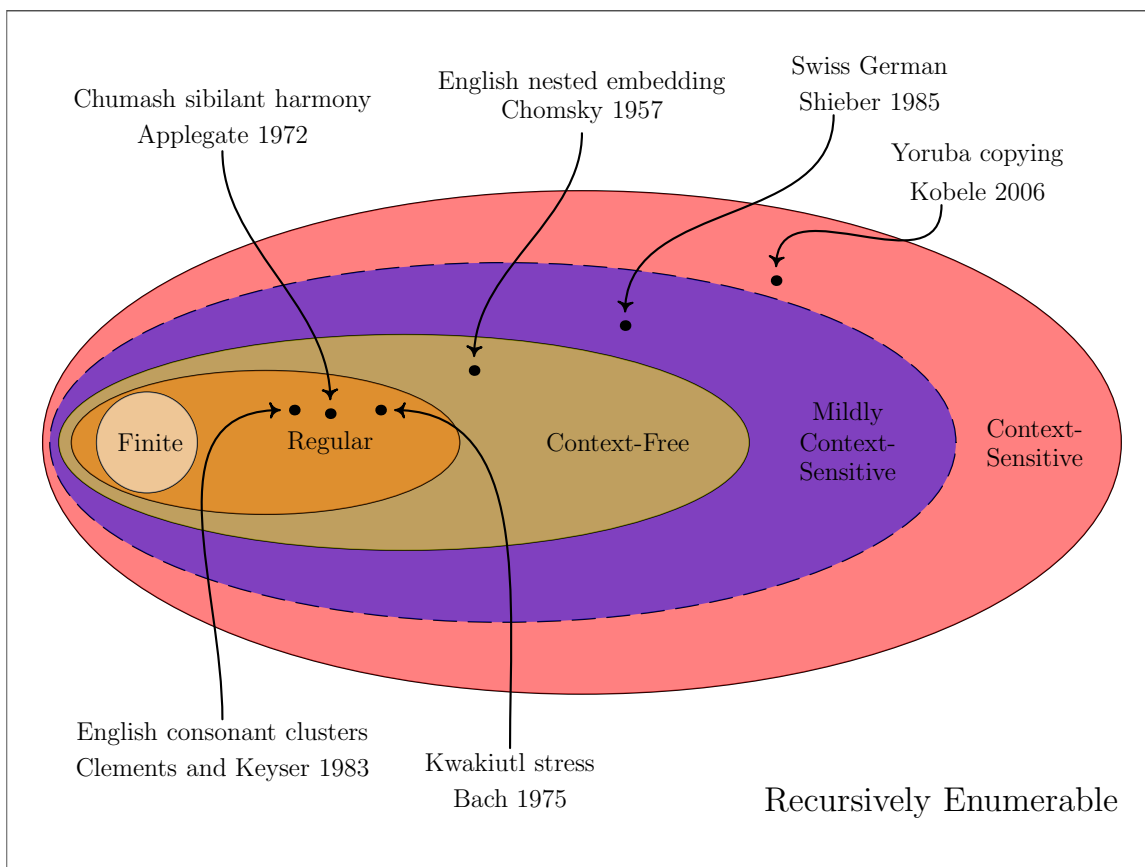 Chumash sibilant harmony
Applegate 1972
English nested embedding
Chomsky 1957
Swiss German
Shieber 1985
Yoruba copying
Kobele 2006
Finite
Regular
Context-Free
Mildly
Context-
Sensitive
Context-
Sensitive
English consonant clusters
Clements and Keyser 1983
Kwakiutl stress
Bach 1975
Recursively Enumerable